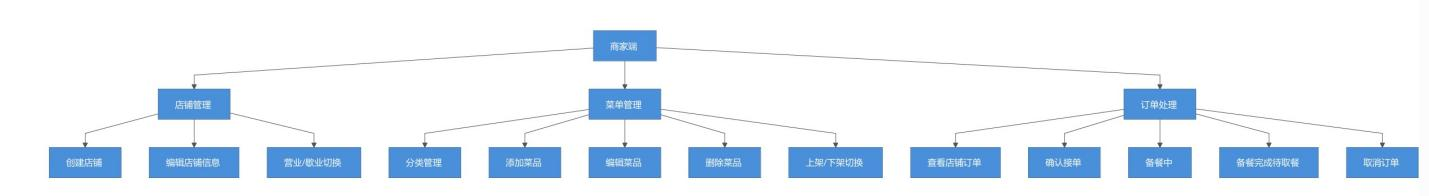 商家端
店铺管理
菜单管理
订单处理
创建店铺
编辑店铺信息
营业/歇业切换
分类管理
添加菜品
编辑菜品
删除菜品
上架/下架切换
查看店铺订单
确认接单
备餐中
备餐完成待取餐
取消订单